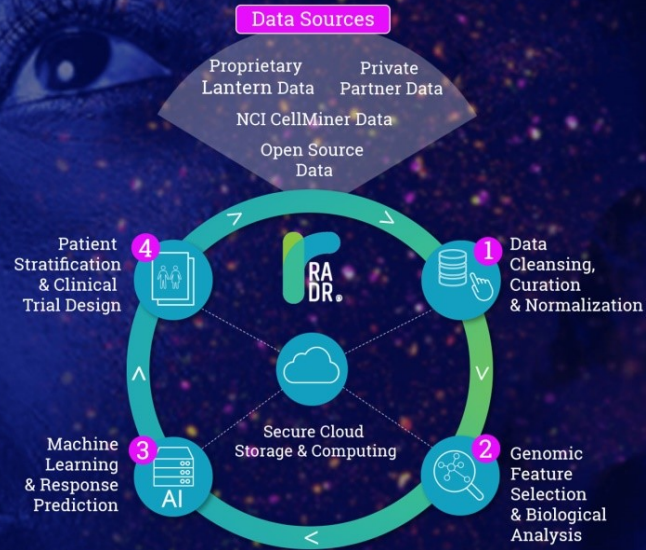 Data Sources
Proprietary
Lantern Data
Private
Partner Data
NCI CellMiner Data
Open Source
Data
4
Patient
Stratification
& Clinical
Trial Design
RA
DR®
1
Data
Cleansing,
Curation
& Normalization
Secure Cloud
Storage & Computing
3
Machine
Learning
& Response
Prediction
AI
2
Genomic
Feature
Selection
& Biological
Analysis